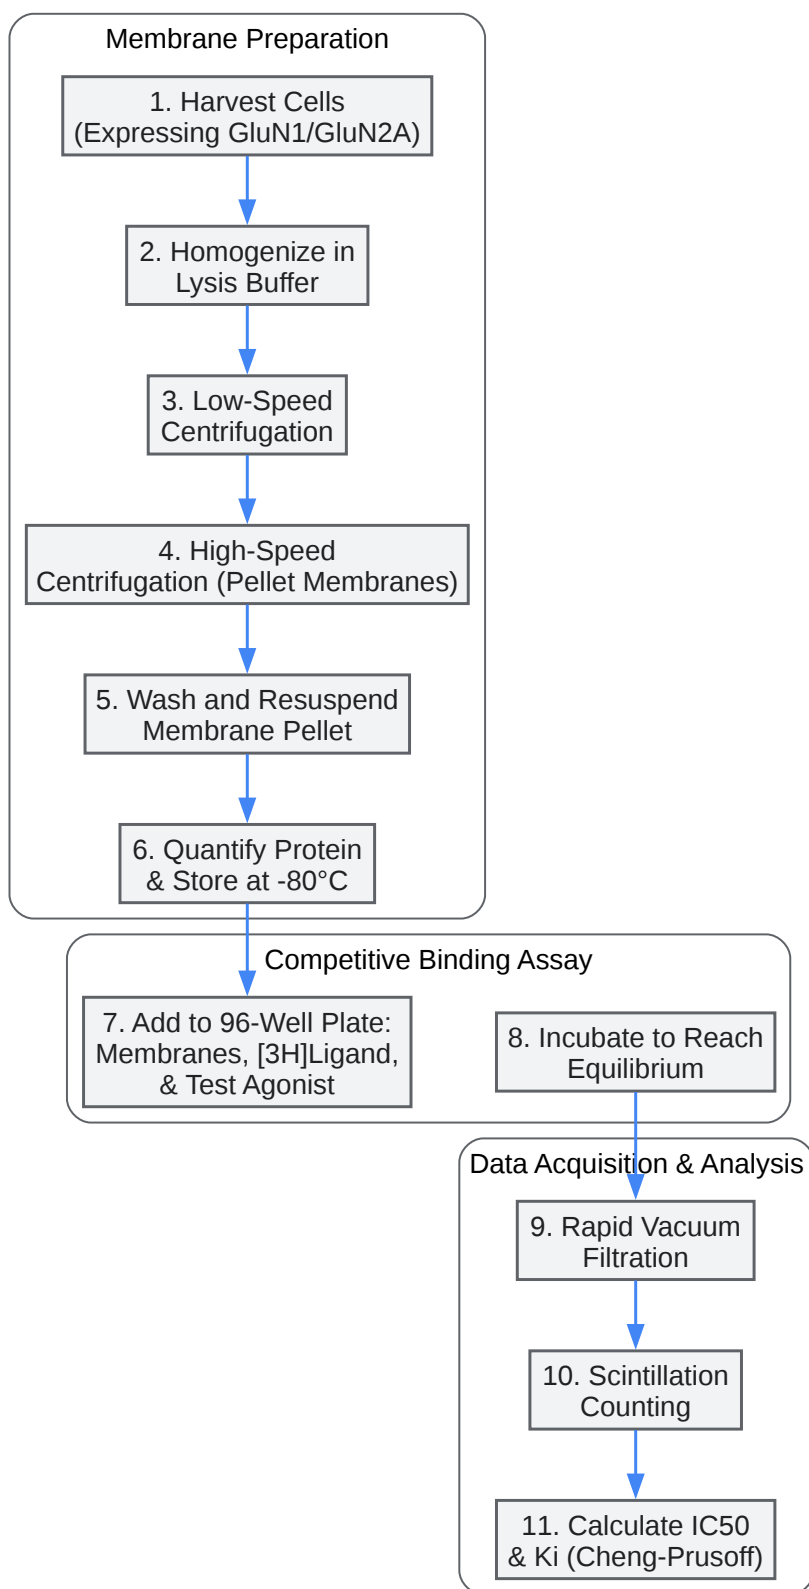 Membrane Preparation
1. Harvest Cells
(Expressing GluN1/GluN2A)
2. Homogenize in
Lysis Buffer
3. Low-Speed
Centrifugation
4. High-Speed
Centrifugation (Pellet Membranes)
5. Wash and Resuspend
Membrane Pellet
6. Quantify Protein
& Store at -80°C
Competitive Binding Assay
7. Add to 96-Well Plate:
Membranes, [3H]Ligand,
& Test Agonist
8. Incubate to Reach
Equilibrium
Data Acquisition & Analysis
9. Rapid Vacuum
Filtration
10. Scintillation
Counting
11. Calculate IC50
& Ki (Cheng-Prusoff)